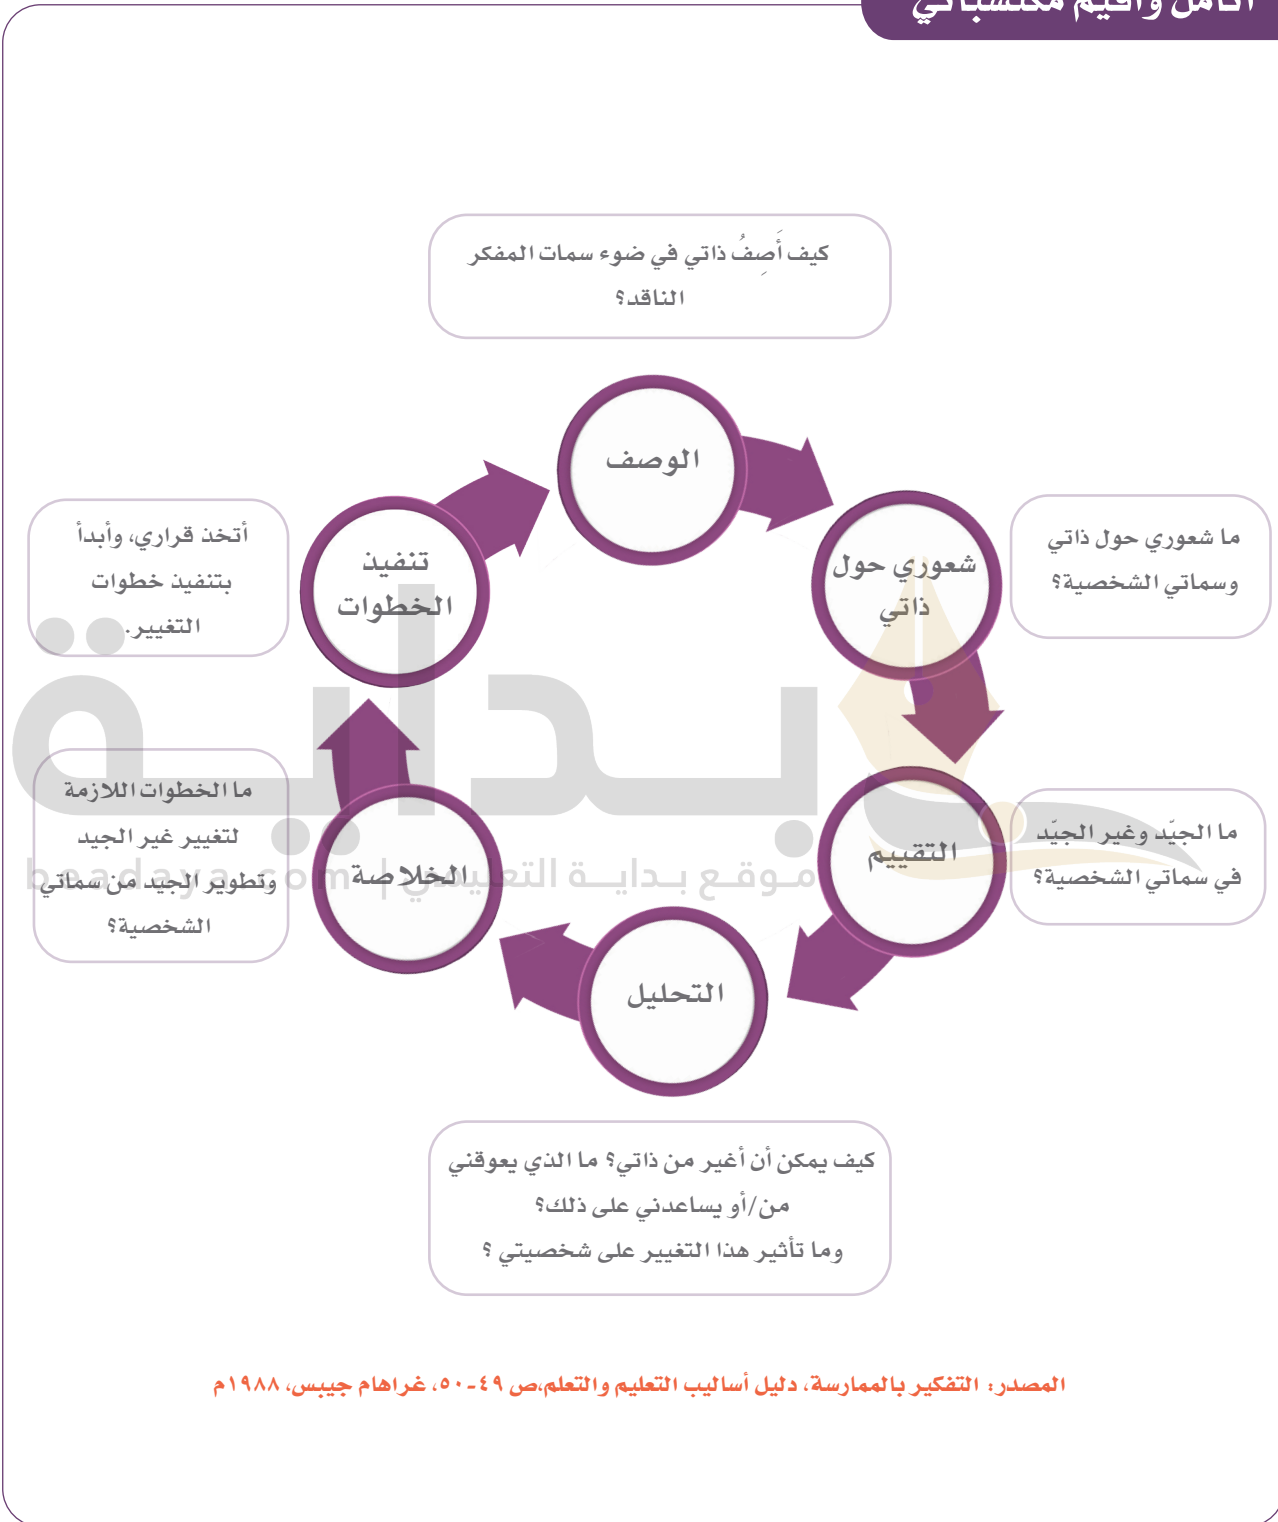 أتأمل وأقيم مكتسباتي
كيف أَصِفُ ذاتي في ضوء سمات المفكر
الناقد؟
الوصف
شعوري حول
ذاتي
ما شعوري حول ذاتي
وسماتي الشخصية؟
التقييم
ما الجيّد وغير الجيّد
في سماتي الشخصية؟
التحليل
كيف يمكن أن أغير من ذاتي؟ ما الذي يعوقني
من/أو يساعدني على ذلك؟
وما تأثير هذا التغيير على شخصيتي ؟
الخلاصة
ما الخطوات اللازمة
لتغيير غير الجيد
وتطوير الجيد من سماتي
الشخصية؟
تنفيذ
الخطوات
أتخذ قراري، وأبدأ
بتنفيذ خطوات
التغيير.
بداية
موقع بداية التعليمي | beadaya.com
المصدر: التفكير بالممارسة، دليل أساليب التعليم والتعلم،ص ٤٩-٥٠، غراهام جيبس، ١٩٨٨م